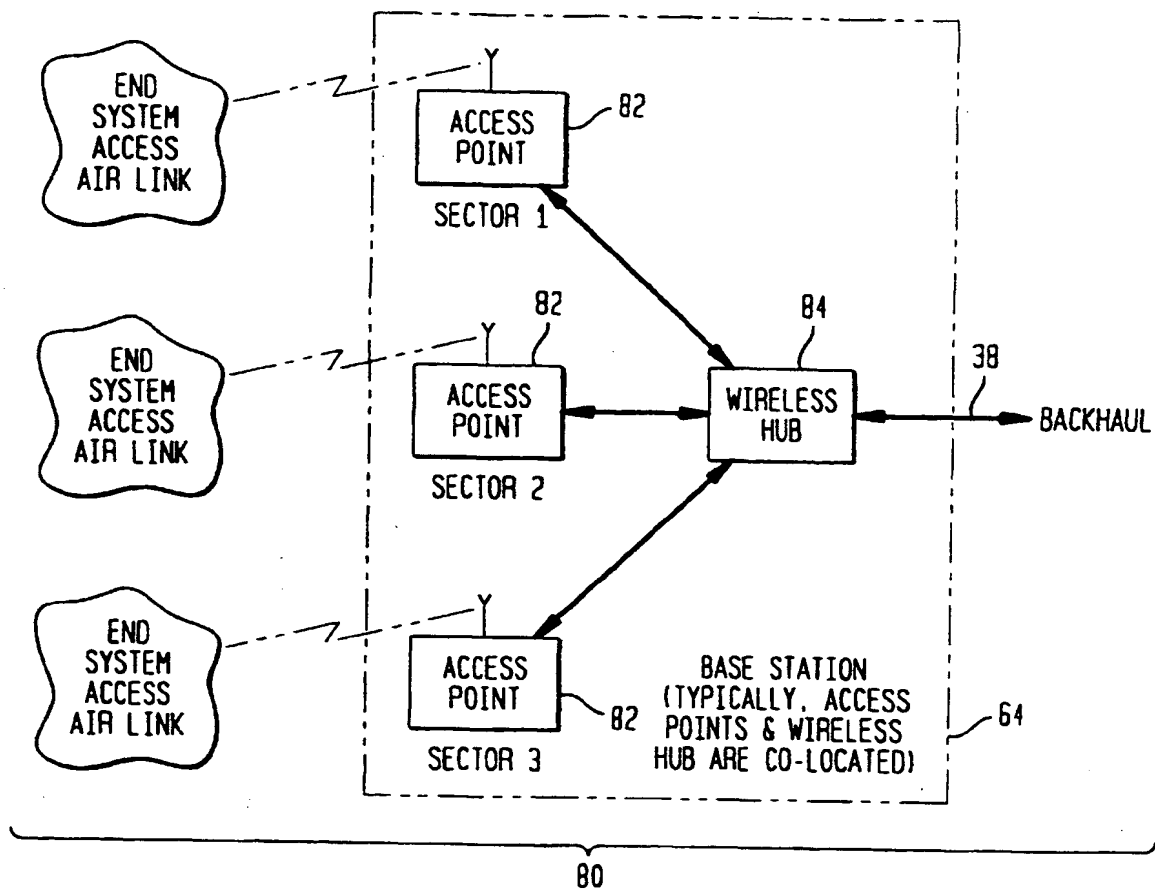 END
SYSTEM
ACCESS
AIR LINK
ACCESS
POINT
82
SECTOR 1
END
SYSTEM
ACCESS
AIR LINK
ACCESS
POINT
82
SECTOR 2
WIRELESS
HUB
84
38
BACKHAUL
END
SYSTEM
ACCESS
AIR LINK
ACCESS
POINT
82
SECTOR 3
BASE STATION
(TYPICALLY, ACCESS
POINTS & WIRELESS
HUB ARE CO-LOCATED)
64
80